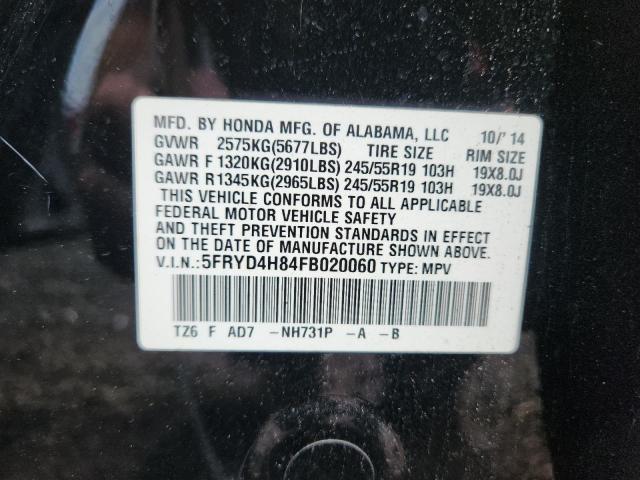 MFD. BY HONDA MFG. OF ALABAMA, LLC 10/'14
GVWR 2575KG(5677LBS) TIRE SIZE RIM SIZE
GAWR F 1320KG(2910LBS) 245/55R19 103H 19X8.0J
GAWR R1345KG(2965LBS) 245/55R19 103H 19X8.0J
THIS VEHICLE CONFORMS TO ALL APPLICABLE
FEDERAL MOTOR VEHICLE SAFETY
AND THEFT PREVENTION STANDARDS IN EFFECT
ON THE DATE OF MANUFACTURE SHOWN ABOVE.
V.I.N.:5FRYD4H84FB020060 TYPE: MPV
TZ6 F AD7 -NH731P -A -B